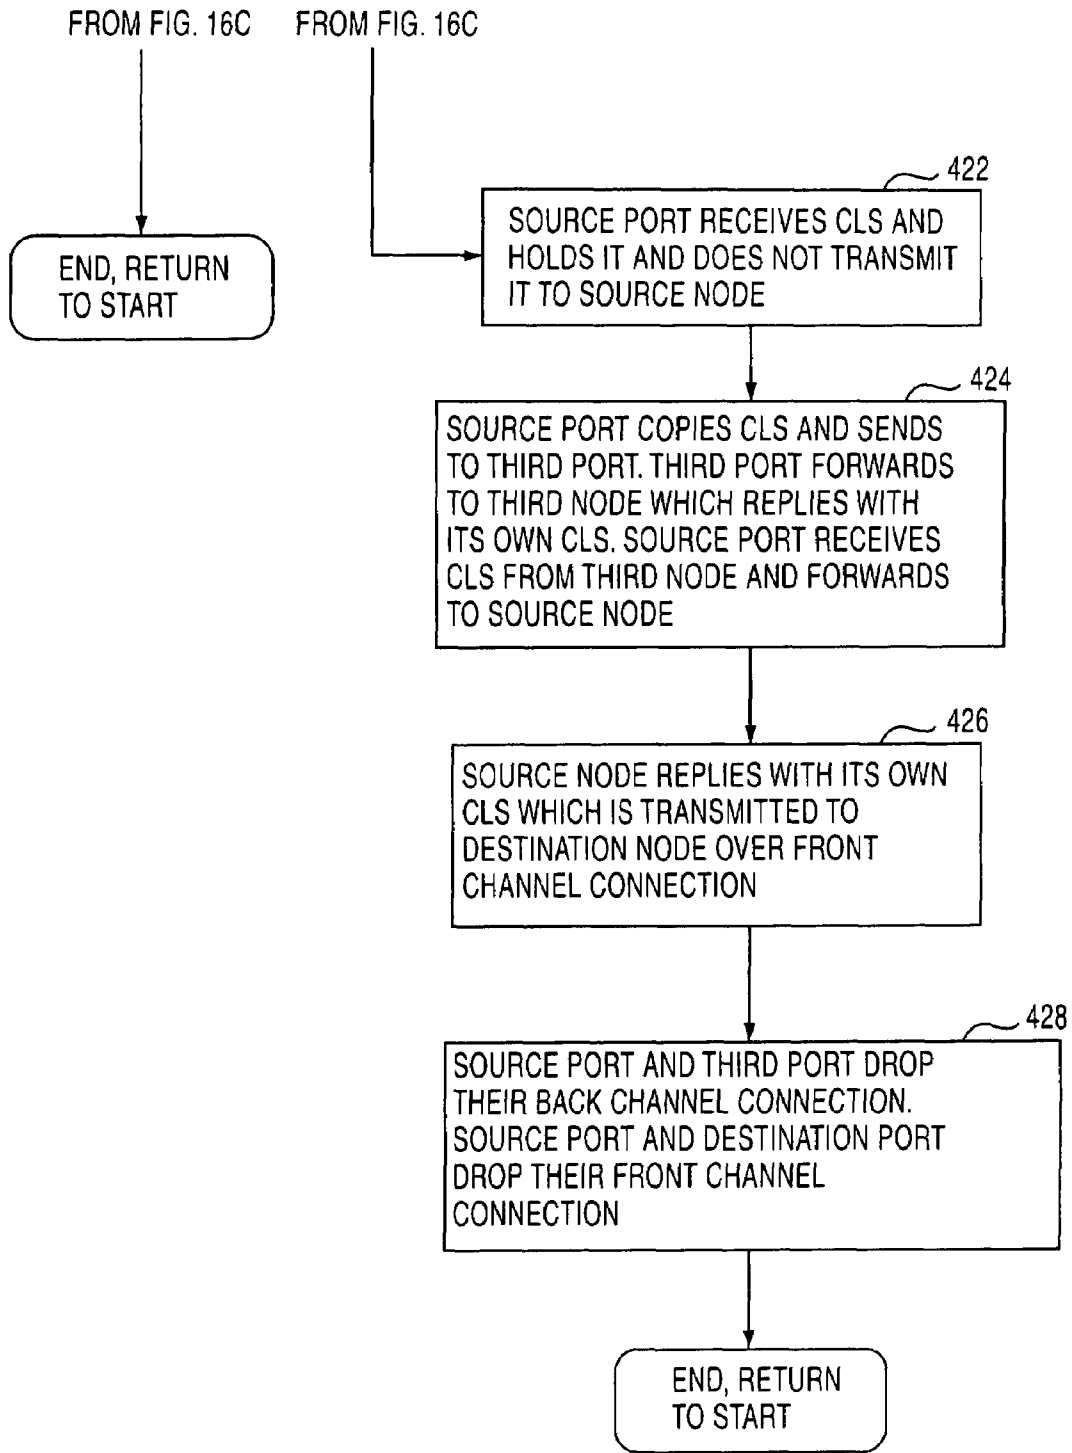 FROM FIG. 16C
FROM FIG. 16C
END, RETURN
TO START
422
SOURCE PORT RECEIVES CLS AND
HOLDS IT AND DOES NOT TRANSMIT
IT TO SOURCE NODE
424
SOURCE PORT COPIES CLS AND SENDS
TO THIRD PORT. THIRD PORT FORWARDS
TO THIRD NODE WHICH REPLIES WITH
ITS OWN CLS. SOURCE PORT RECEIVES
CLS FROM THIRD NODE AND FORWARDS
TO SOURCE NODE
426
SOURCE NODE REPLIES WITH ITS OWN
CLS WHICH IS TRANSMITTED TO
DESTINATION NODE OVER FRONT
CHANNEL CONNECTION
428
SOURCE PORT AND THIRD PORT DROP
THEIR BACK CHANNEL CONNECTION.
SOURCE PORT AND DESTINATION PORT
DROP THEIR FRONT CHANNEL
CONNECTION
END, RETURN
TO START